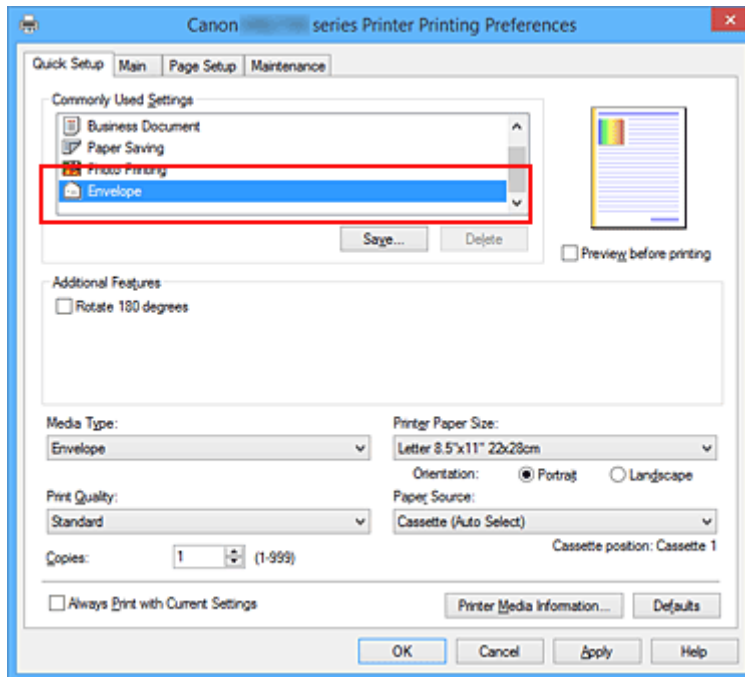 Canon series Printer Printing Preferences
Quick Setup Main Page Setup Maintenance
Commonly Used Settings
Business Document
Paper Saving
Photo Printing
Envelope
Save... Delete
Preview before printing
Additional Features
Rotate 180 degrees
Media Type: Printer Paper Size:
Envelope Letter 8.5"x11" 22x28cm
Orientation: Portrait Landscape
Print Quality: Paper Source:
Standard Cassette (Auto Select)
Cassette position: Cassette 1
Copies: 1 (1-999)
Always Print with Current Settings Printer Media Information... Defaults
OK Cancel Apply Help